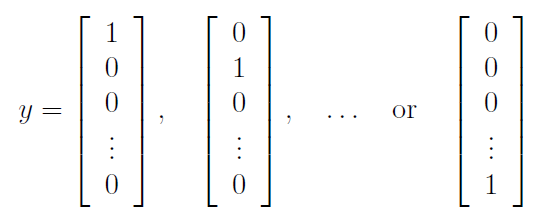 y = [ 1 0 0 ⋮ 0 ] , [ 0 1 0 ⋮ 0 ] , . . . or [ 0 0 0 ⋮ 1 ]